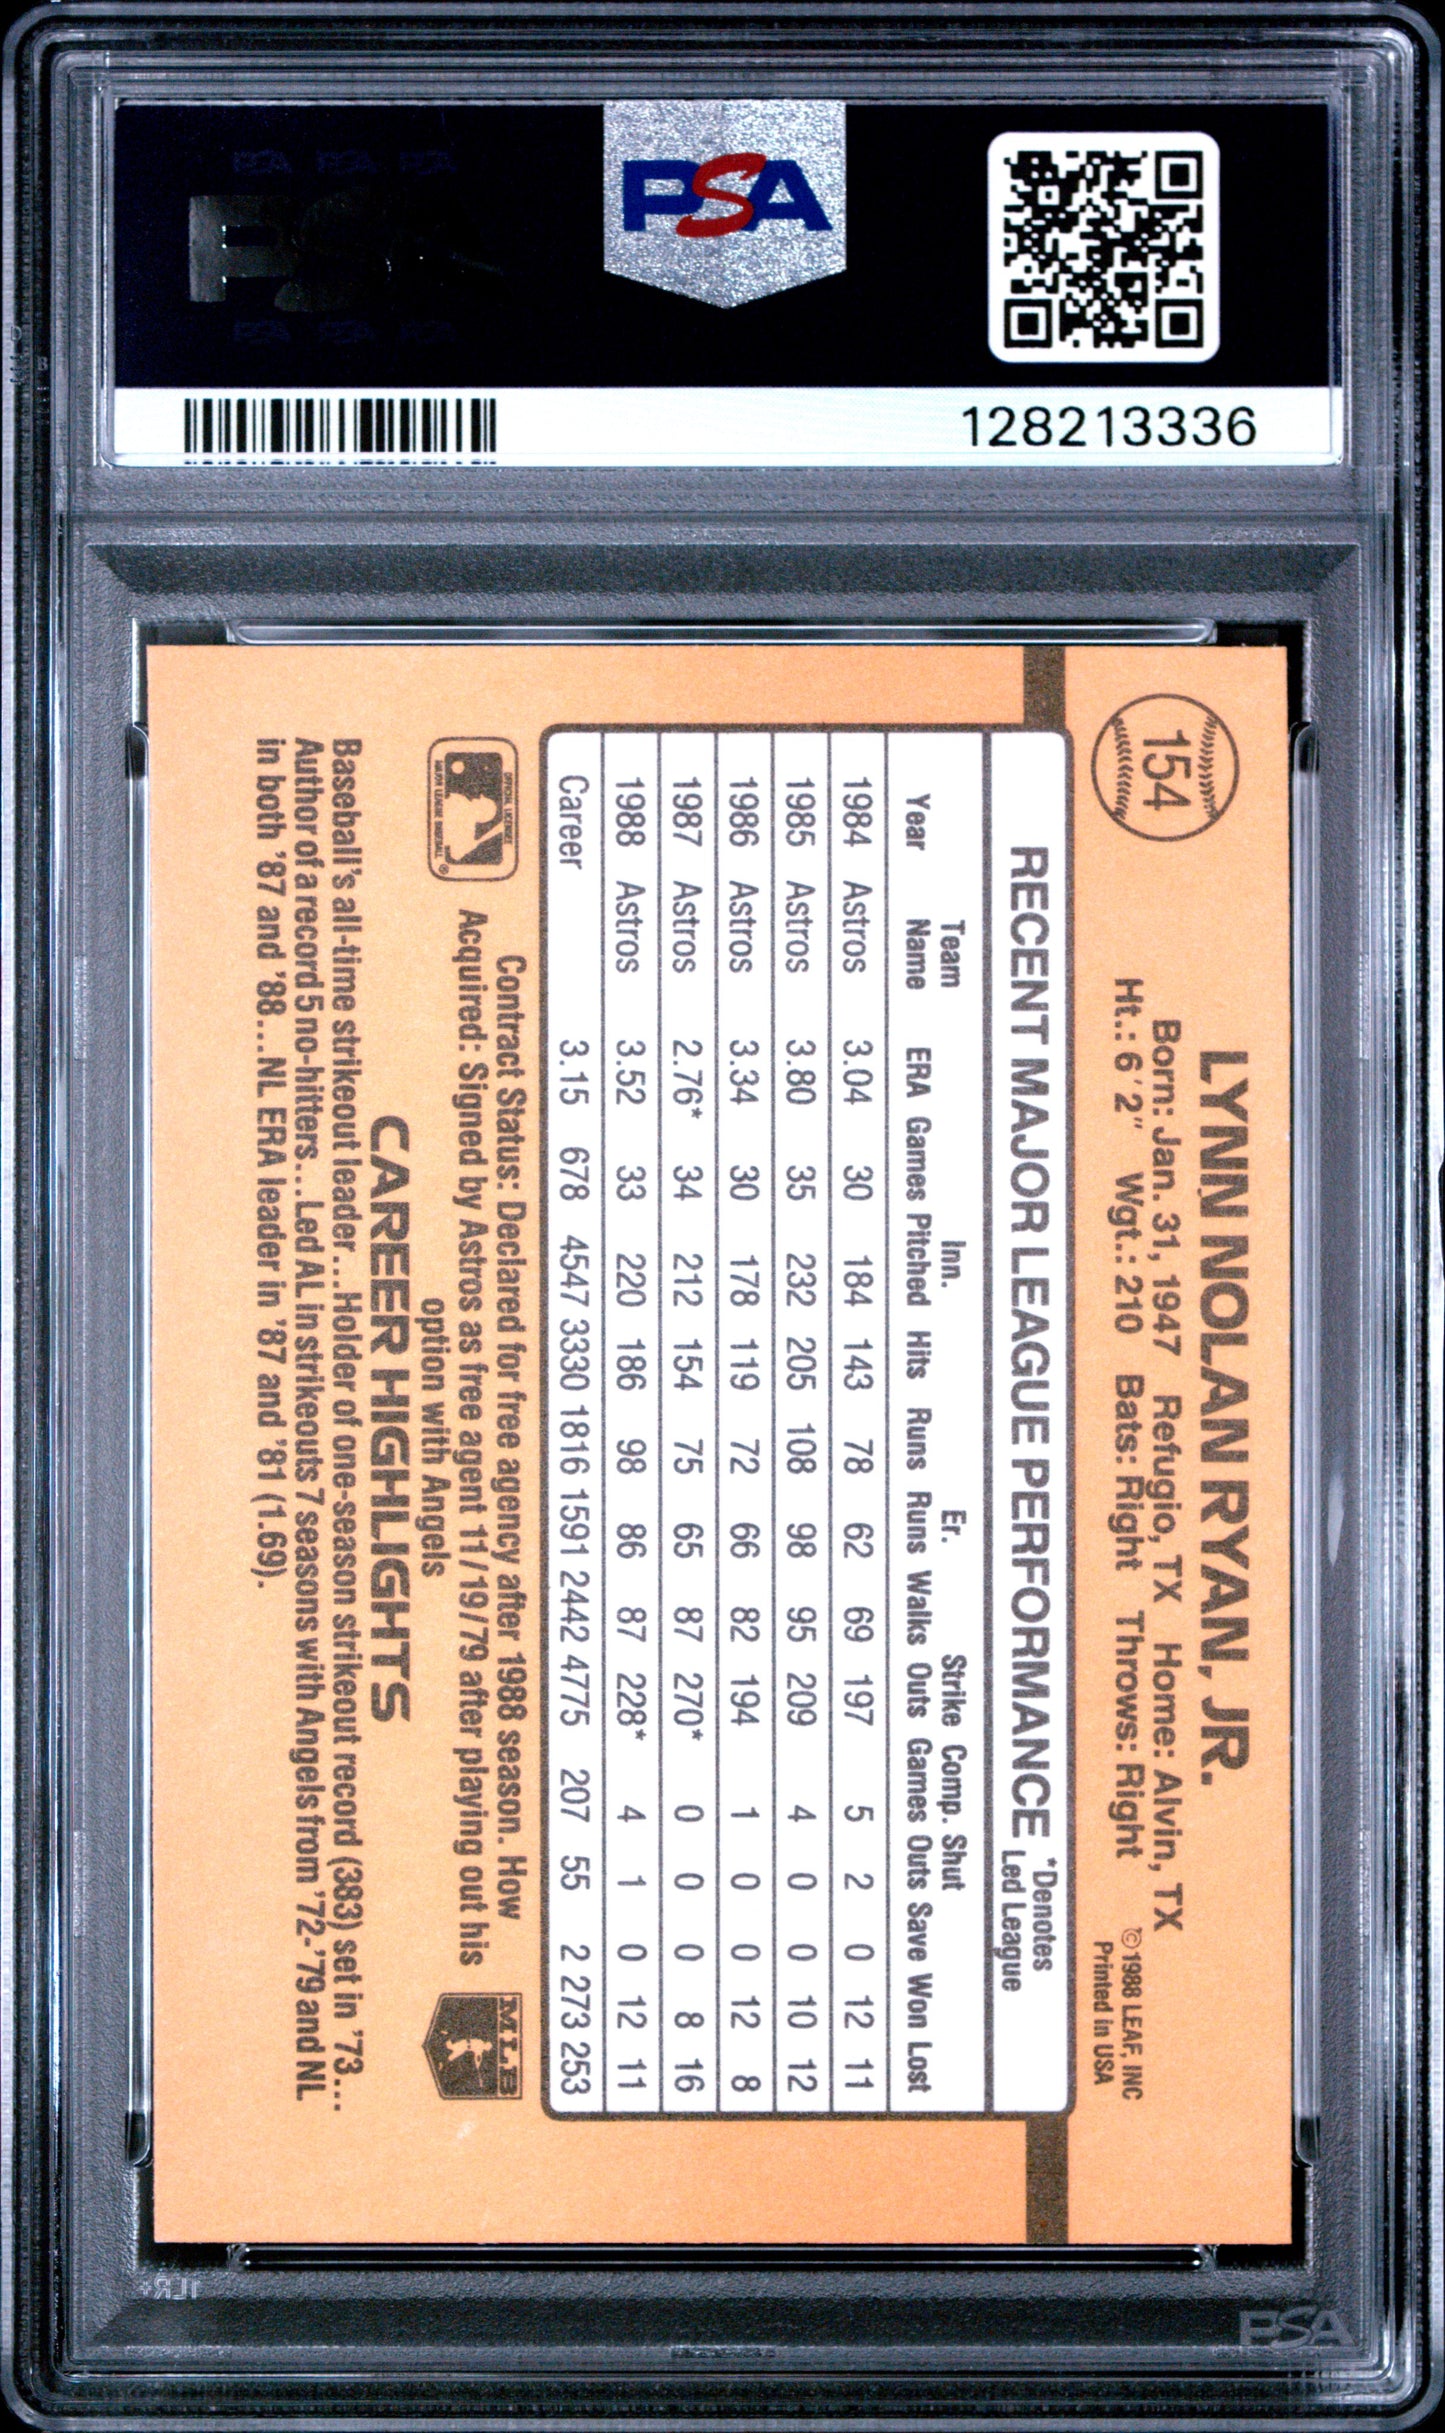 PSA
128213336
154
LYNN NOLAN RYAN, JR.
Born: Jan. 31, 1947 Refugio, TX Home: Alvin, TX
Ht.: 6'2" Wgt.: 210 Bats: Right Throws: Right
©1988 LEAF, INC
Printed in USA
RECENT MAJOR LEAGUE PERFORMANCE *Denotes Led League
Team Inn. Er. Strike Comp. Shut
Year Name ERA Games Pitched Hits Runs Runs Walks Outs Games Outs Save Won Lost
1984 Astros 3.04 30 184 143 78 62 69 197 5 2 0 12 11
1985 Astros 3.80 35 232 205 108 98 95 209 4 0 0 10 12
1986 Astros 3.34 30 178 119 72 66 82 194 1 0 0 12 8
1987 Astros 2.76* 34 212 154 75 65 87 270* 0 0 0 8 16
1988 Astros 3.52 33 220 186 98 86 87 228* 4 1 0 12 11
Career 3.15 678 4547 3330 1816 1591 2442 4775 207 55 2 273 253
OFFICIAL LICENSEE
MAJOR LEAGUE BASEBALL ®
Contract Status: Declared for free agency after 1988 season. How
Acquired: Signed by Astros as free agent 11/19/79 after playing out his
option with Angels
MLB
CAREER HIGHLIGHTS
Baseball's all-time strikeout leader...Holder of one-season strikeout record (383) set in '73...
Author of a record 5 no-hitters...Led AL in strikeouts 7 seasons with Angels from '72-'79 and NL
in both '87 and '88...NL ERA leader in '87 and '81 (1.69).
PSA